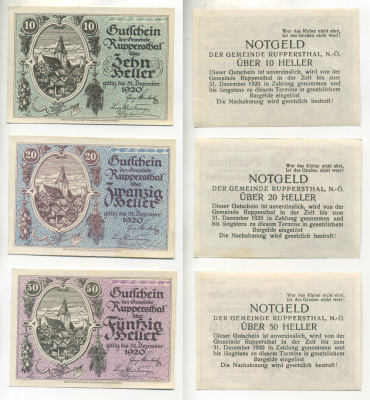 10
10
Gutschein
der Gemeinde
Ruppersthal
über
Zehn
Heller
gültig bis 31. Dezember
1920
Wer das Kleine nicht ehrt,
ist des Großen nicht wert!
NOTGELD
DER GEMEINDE RUPPERSTHAL, N.-Ö.
ÜBER 10 HELLER
Dieser Gutschein ist unverzinslich, wird von der
Gemeinde Ruppersthal in der Zeit bis zum
31. Dezember 1920 in Zahlung genommen und
bis längstens zu diesem Termine in gesetzlichem
Bargelde eingelöst
Die Nachahmung wird gesetzlich bestraft!
20
20
Gutschein
der Gemeinde
Ruppersthal
über
Zwanzig
Heller
gültig bis 31. Dezember
1920
Wer das Kleine nicht ehrt,
ist des Großen nicht wert!
NOTGELD
DER GEMEINDE RUPPERSTHAL, N.-Ö.
ÜBER 20 HELLER
Dieser Gutschein ist unverzinslich, wird von der
Gemeinde Ruppersthal in der Zeit bis zum
31. Dezember 1920 in Zahlung genommen und
bis längstens zu diesem Termine in gesetzlichem
Bargelde eingelöst
Die Nachahmung wird gesetzlich bestraft!
50
50
Gutschein
der Gemeinde
Ruppersthal
über
Fünfzig
Heller
gültig bis 31. Dezember
1920
Wer das Kleine nicht ehrt,
ist des Großen nicht wert!
NOTGELD
DER GEMEINDE RUPPERSTHAL, N.-Ö.
ÜBER 50 HELLER
Dieser Gutschein ist unverzinslich, wird von der
Gemeinde Ruppersthal in der Zeit bis zum
31. Dezember 1920 in Zahlung genommen und
bis längstens zu diesem Termine in gesetzlichem
Bargelde eingelöst
Die Nachahmung wird gesetzlich bestraft!